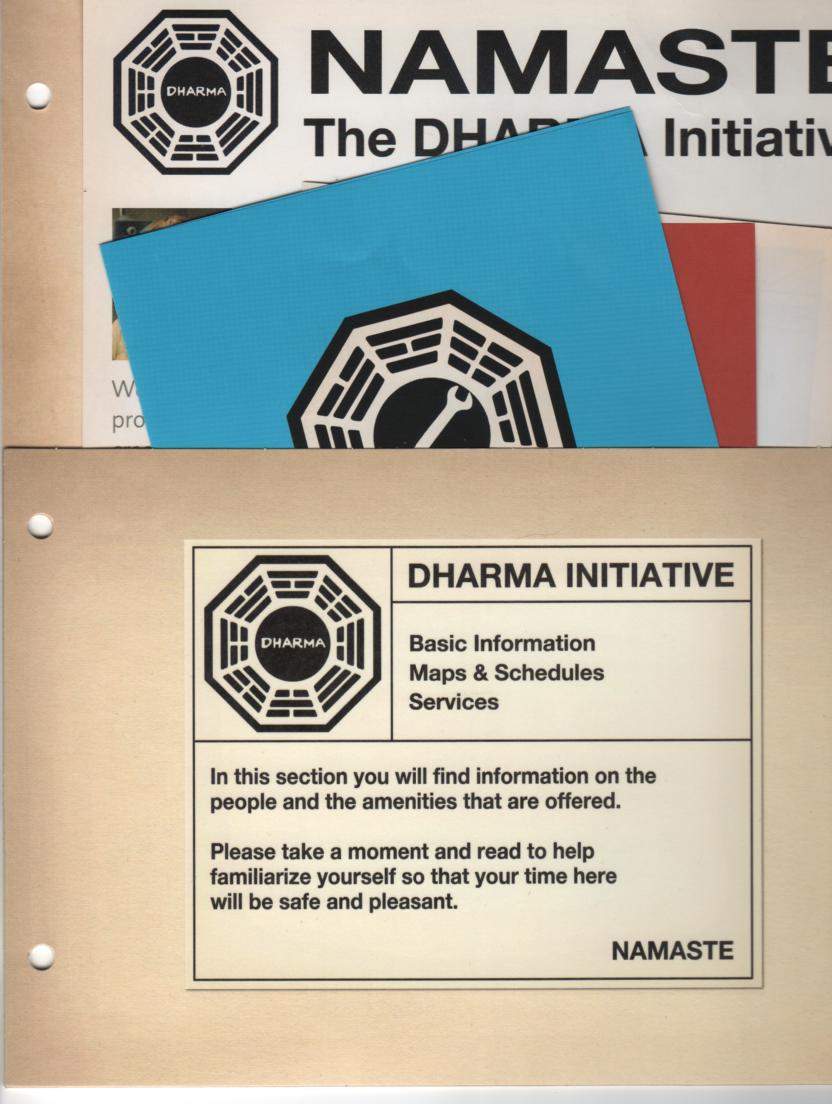 DHARMA
NAMASTE
The DHARMA Initiativ
pro
DHARMA
DHARMA INITIATIVE
Basic Information
Maps & Schedules
Services
In this section you will find information on the
people and the amenities that are offered.
Please take a moment and read to help
familiarize yourself so that your time here
will be safe and pleasant.
NAMASTE